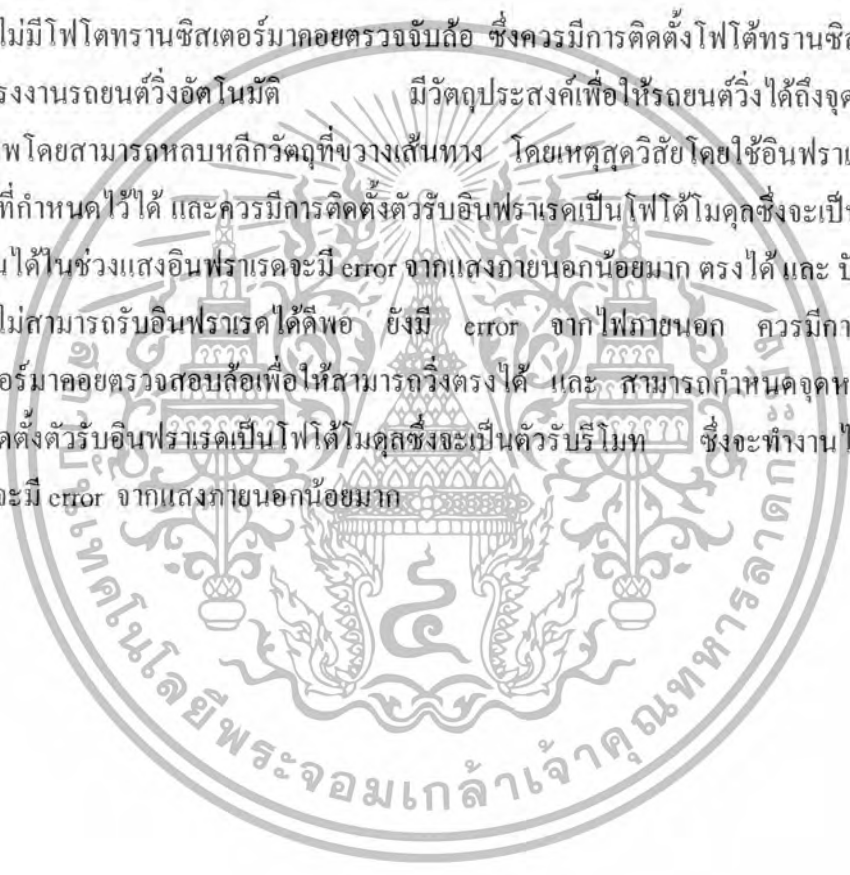 ไม่มีโฟโตทรานซิสเตอร์มาคอยตรวจจับล้อ ซึ่งควรมีการติดตั้งโฟโต้ทรานซิส
รงงานรถยนต์วิ่งอัตโนมัติ มีวัตถุประสงค์เพื่อให้รถยนต์วิ่งได้ถึงจุด
พโดยสามารถหลบหลีกวัตถุที่ขวางเส้นทาง โดยเหตุสุดวิสัยโดยใช้อินฟราเ
ที่กำหนดไว้ได้ และควรมีการติดตั้งตัวรับอินฟราเรดเป็นโฟโต้โมดุลซึ่งจะเป็น
นได้ในช่วงแสงอินฟราเรดจะมี error จากแสงภายนอกน้อยมาก ตรงได้ และ ปั
ไม่สามารถรับอินฟราเรดได้ดีพอ ยังมี error จากไฟภายนอก ควรมีกา
อร์มาคอยตรวจสอบล้อเพื่อให้สามารถวิ่งตรงได้ และ สามารถกำหนดจุดห
ดตั้งตัวรับอินฟราเรดเป็นโฟโต้โมดุลซึ่งจะเป็นตัวรับรีโมท ซึ่งจะทำงานไ
จะมี error จากแสงภายนอกน้อยมาก
สถาบันเทคโนโลยีพระจอมเกล้าเจ้าคุณทหารลาดกระบัง